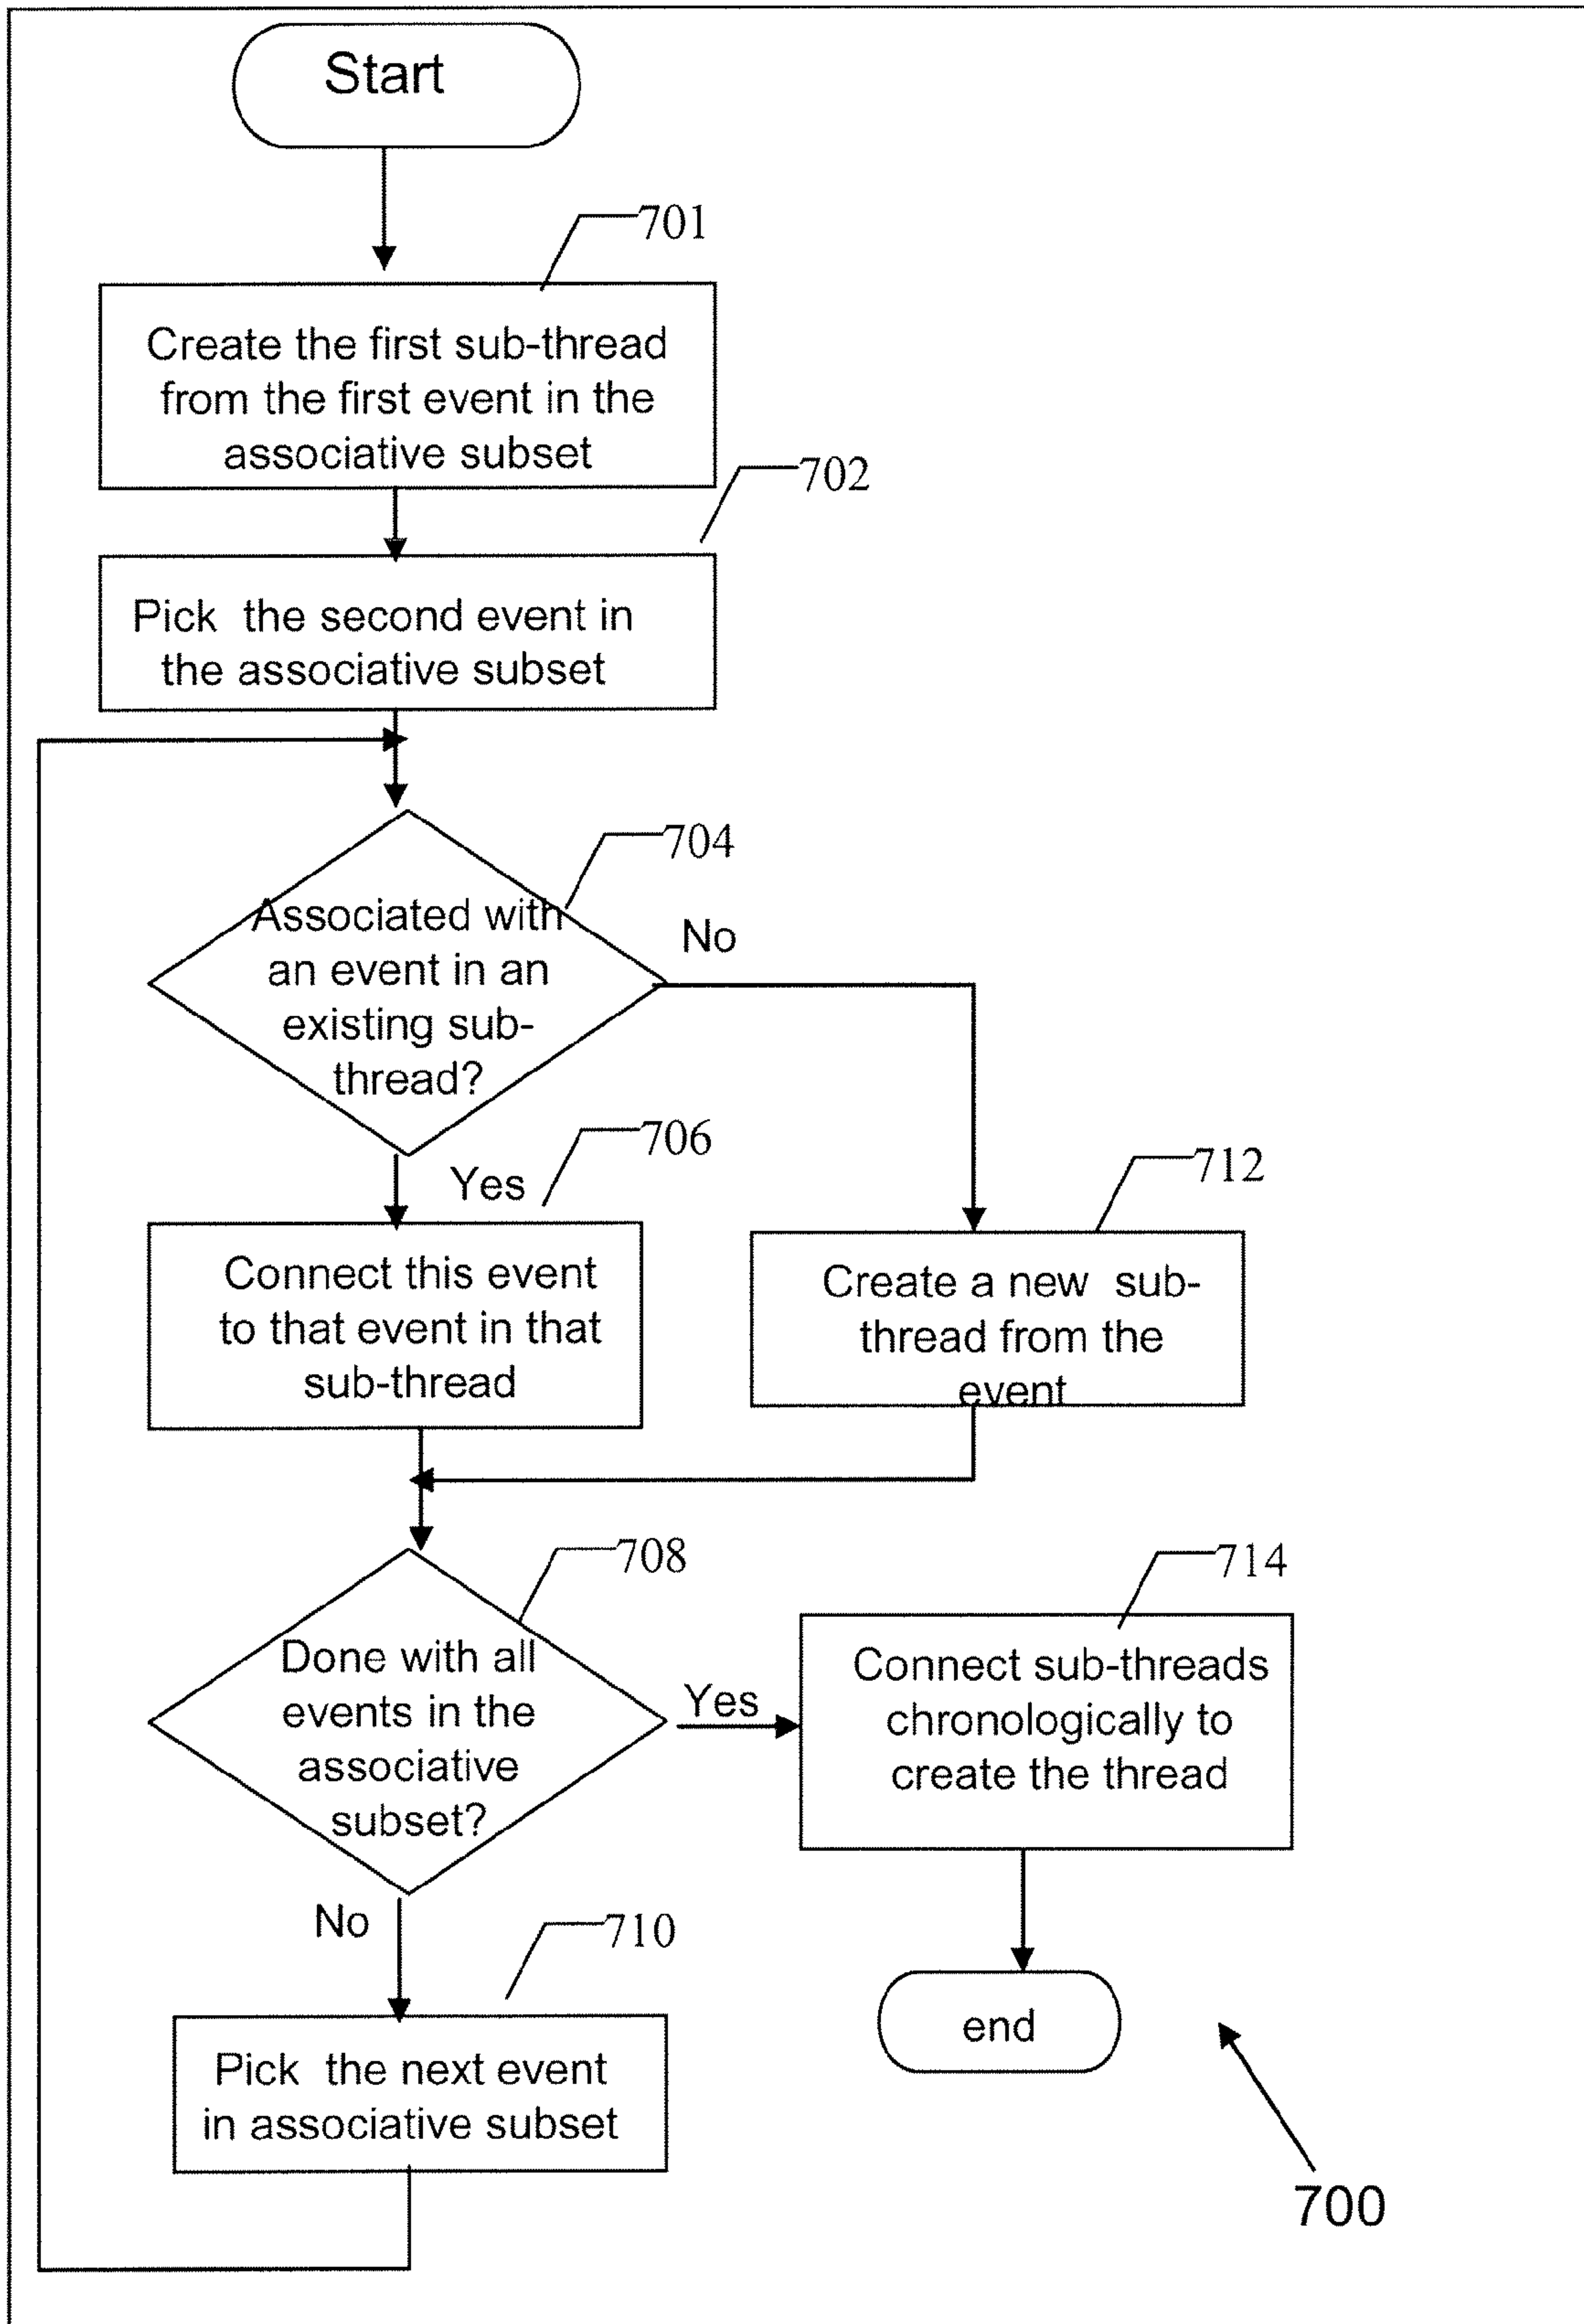 Start
701
Create the first sub-thread
from the first event in the
associative subset
702
Pick the second event in
the associative subset
704
Associated with
an event in an
existing sub-
thread?
No
Yes
706
712
Connect this event
to that event in that
sub-thread
Create a new sub-
thread from the
event
708
714
Done with all
events in the
associative
subset?
Yes
Connect sub-threads
chronologically to
create the thread
No
710
end
Pick the next event
in associative subset
700